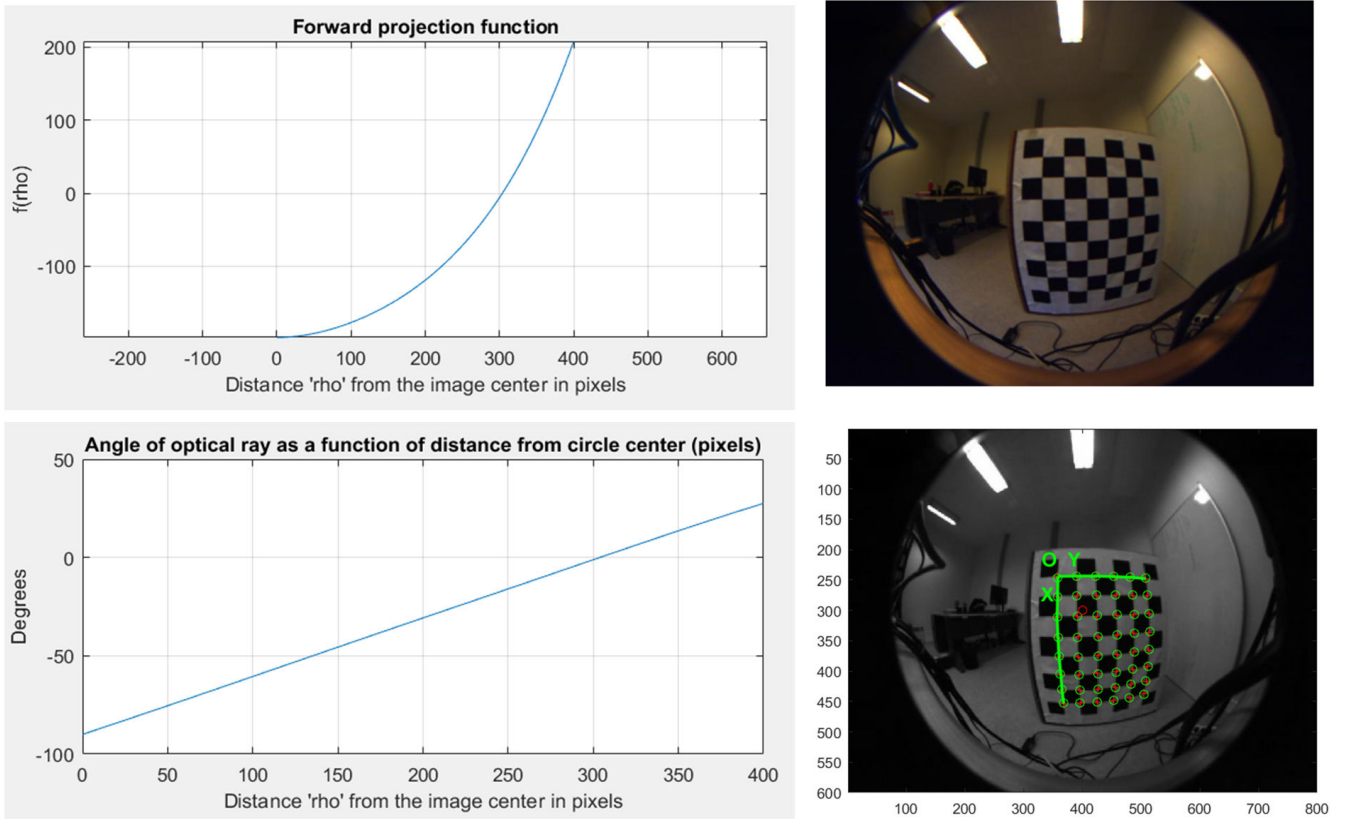 Forward projection function
200
100
0
-100
f(rho)
-200 -100 0 100 200 300 400 500 600
Distance 'rho' from the image center in pixels
Angle of optical ray as a function of distance from circle center (pixels)
50
0
-50
-100
Degrees
0 50 100 150 200 250 300 350 400
Distance 'rho' from the image center in pixels
50
100
150
200
O Y
250
X
300
350
400
450
500
550
600
100 200 300 400 500 600 700 800